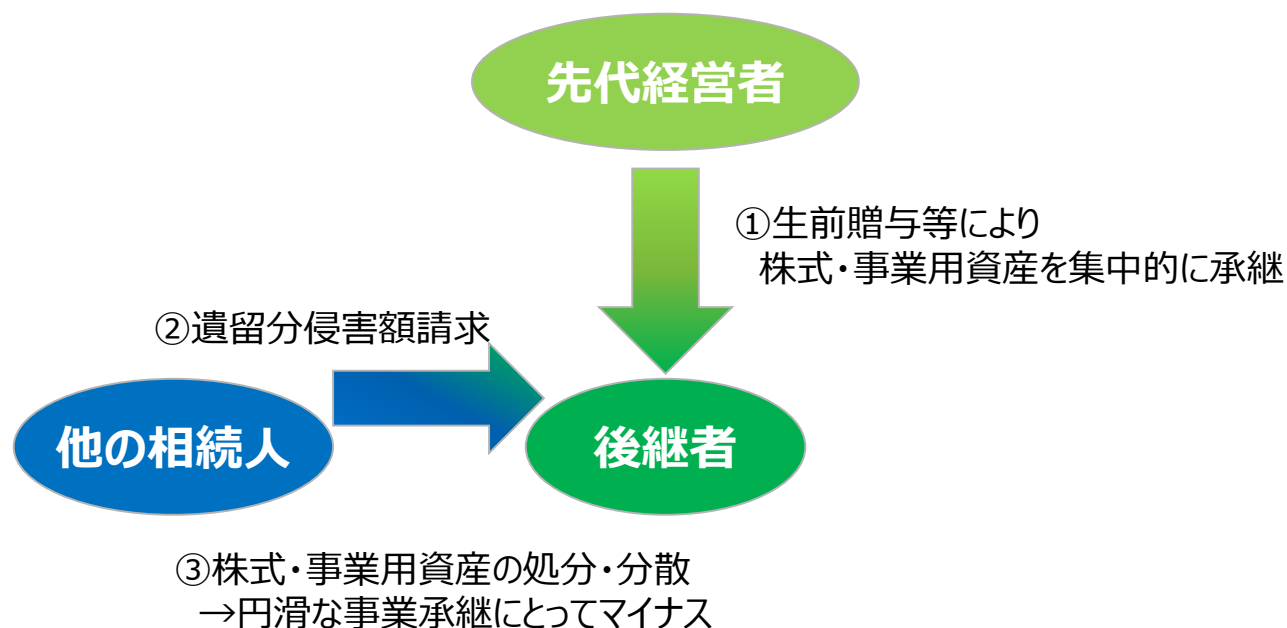 先代経営者
①生前贈与等により
株式・事業用資産を集中的に承継
②遺留分侵害額請求
他の相続人
後継者
③株式・事業用資産の処分・分散
→円滑な事業承継にとってマイナス